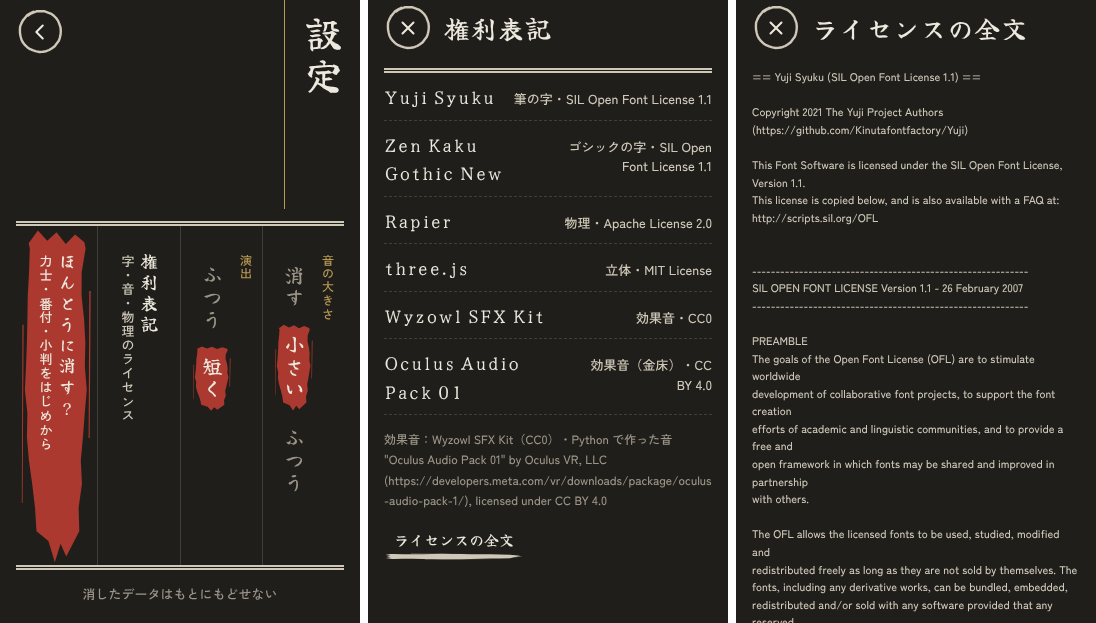 設定
音の大きさ
消す
小さい
ふつう
演出
ふつう
短く
権利表記
字・音・物理のライセンス
ほんとうに消す？
力士・番付・小判をはじめから
消したデータはもとにもどせない
権利表記
Yuji Syuku 筆の字・SIL Open Font License 1.1
Zen Kaku
Gothic New
ゴシックの字・SIL Open
Font License 1.1
Rapier 物理・Apache License 2.0
three.js 立体・MIT License
Wyzowl SFX Kit 効果音・CC0
Oculus Audio
Pack 01
効果音（金床）・CC
BY 4.0
効果音：Wyzowl SFX Kit（CC0）・Python で作った音
"Oculus Audio Pack 01" by Oculus VR, LLC
(https://developers.meta.com/vr/downloads/package/oculus
-audio-pack-1/), licensed under CC BY 4.0
ライセンスの全文
ライセンスの全文
== Yuji Syuku (SIL Open Font License 1.1) ==
Copyright 2021 The Yuji Project Authors
(https://github.com/Kinutafontfactory/Yuji)
This Font Software is licensed under the SIL Open Font License,
Version 1.1.
This license is copied below, and is also available with a FAQ at:
http://scripts.sil.org/OFL
-----------------------------------------------------------
SIL OPEN FONT LICENSE Version 1.1 - 26 February 2007
-----------------------------------------------------------
PREAMBLE
The goals of the Open Font License (OFL) are to stimulate
worldwide
development of collaborative font projects, to support the font
creation
efforts of academic and linguistic communities, and to provide a
free and
open framework in which fonts may be shared and improved in
partnership
with others.
The OFL allows the licensed fonts to be used, studied, modified
and
redistributed freely as long as they are not sold by themselves. The
fonts, including any derivative works, can be bundled, embedded,
redistributed and/or sold with any software provided that any
reserved